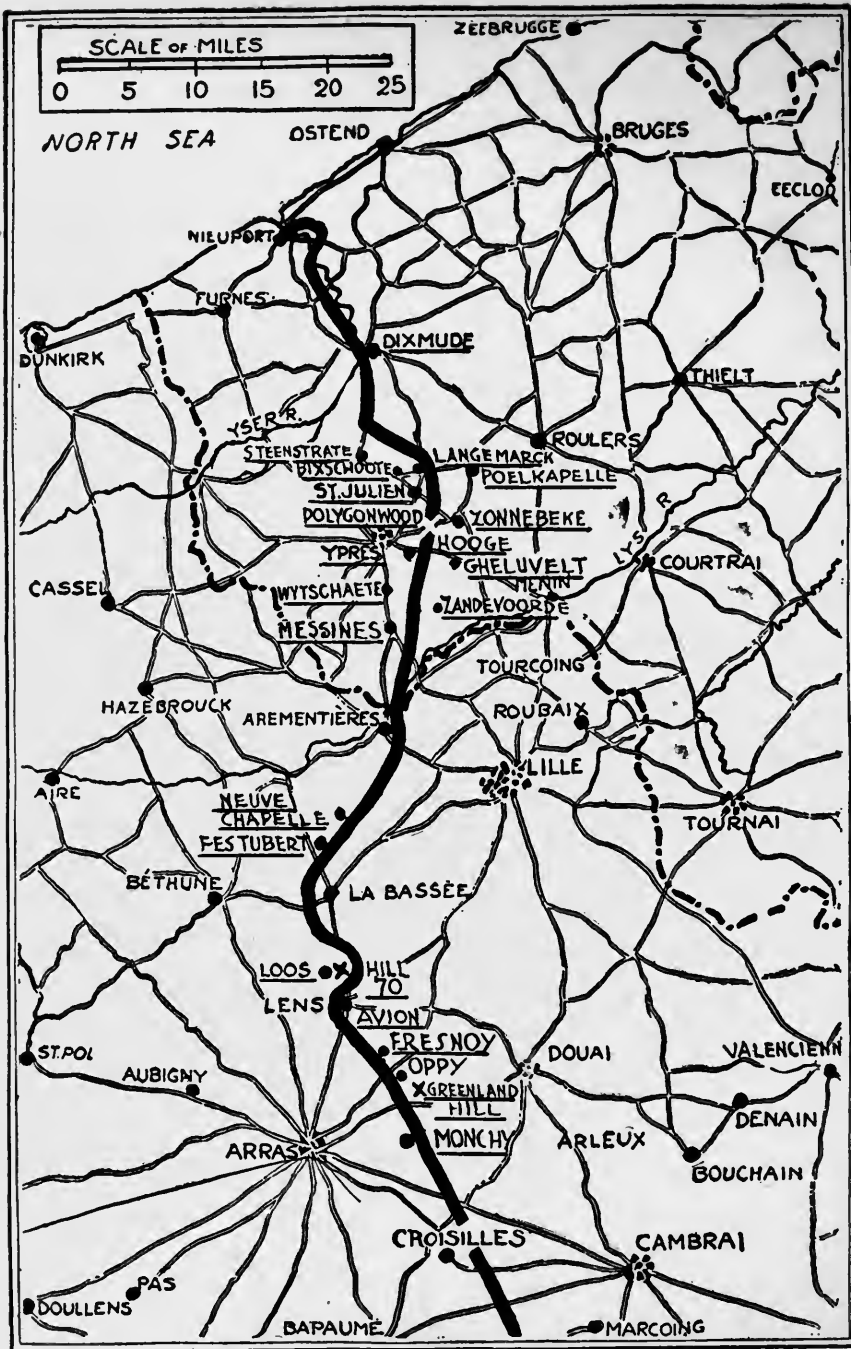 SCALE OF MILES
0 5 10 15 20 25
ZEEBRUGGE
NORTH SEA
OSTEND
BRUGES
EECLOO
NIEUPORT
FURNES
DUNKIRK
DIXMUDE
THIELT
YSER R.
ROULERS
STEENSTRATE
LANGEMARCK
BIXSCHOOTE
POELKAPELLE
ST. JULIEN
POLYGONWOOD
ZONNEBEKE
HOOGE
YPRES
GHELUVELT
LYS R.
COURTRAI
MENIN
CASSEL
WYTSCHAETE
ZANDEVOORDE
MESSINES
TOURCOING
HAZEBROUCK
AREMENTIÈRES
ROUBAIX
LILLE
AIRE
NEUVE
CHAPELLE
TOURNAI
FESTUBERT
BÉTHUNE
LA BASSÈE
LOOS
HILL
70
LENS
AVION
FRESNOY
ST. POL
OPPY
DOUAI
VALENCIENN
AUBIGNY
GREENLAND
HILL
DENAIN
MONCHY
ARRAS
ARLEUX
BOUCHAIN
CROISILLES
CAMBRAI
PAS
DOULLENS
BAPAUME
MARCOING